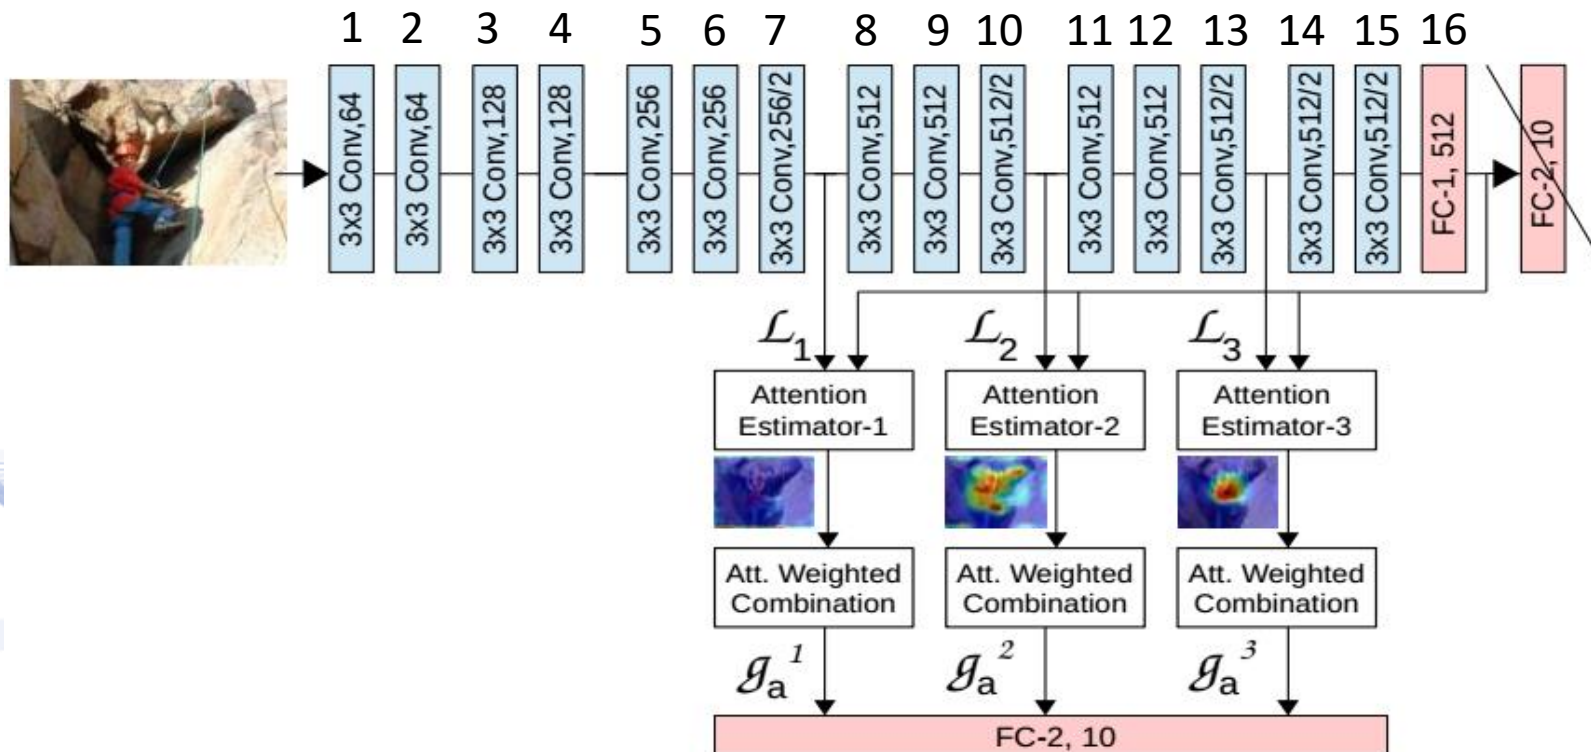 1 2 3 4 5 6 7 8 9 10 11 12 13 14 15 16
3x3 Conv,64
3x3 Conv,64
3x3 Conv,128
3x3 Conv,128
3x3 Conv,256
3x3 Conv,256
3x3 Conv,256/2
3x3 Conv,512
3x3 Conv,512
3x3 Conv,512/2
3x3 Conv,512
3x3 Conv,512
3x3 Conv,512/2
3x3 Conv,512/2
3x3 Conv,512/2
FC-1, 512
FC-2, 10
ℒ1 ℒ2 ℒ3
Attention
Estimator-1
Attention
Estimator-2
Attention
Estimator-3
Att. Weighted
Combination
Att. Weighted
Combination
Att. Weighted
Combination
ga1 ga2 ga3
FC-2, 10